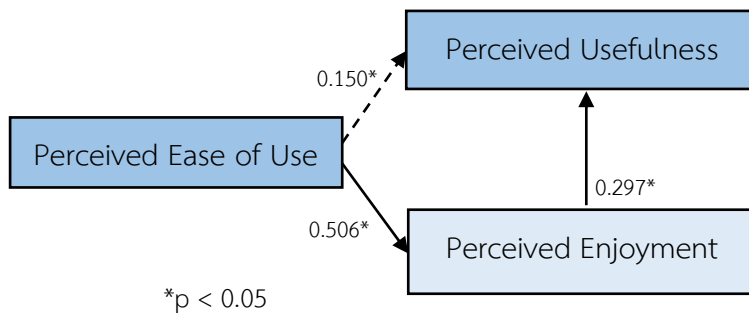 Perceived Usefulness
0.150*
Perceived Ease of Use
0.297*
0.506*
Perceived Enjoyment
*p < 0.05